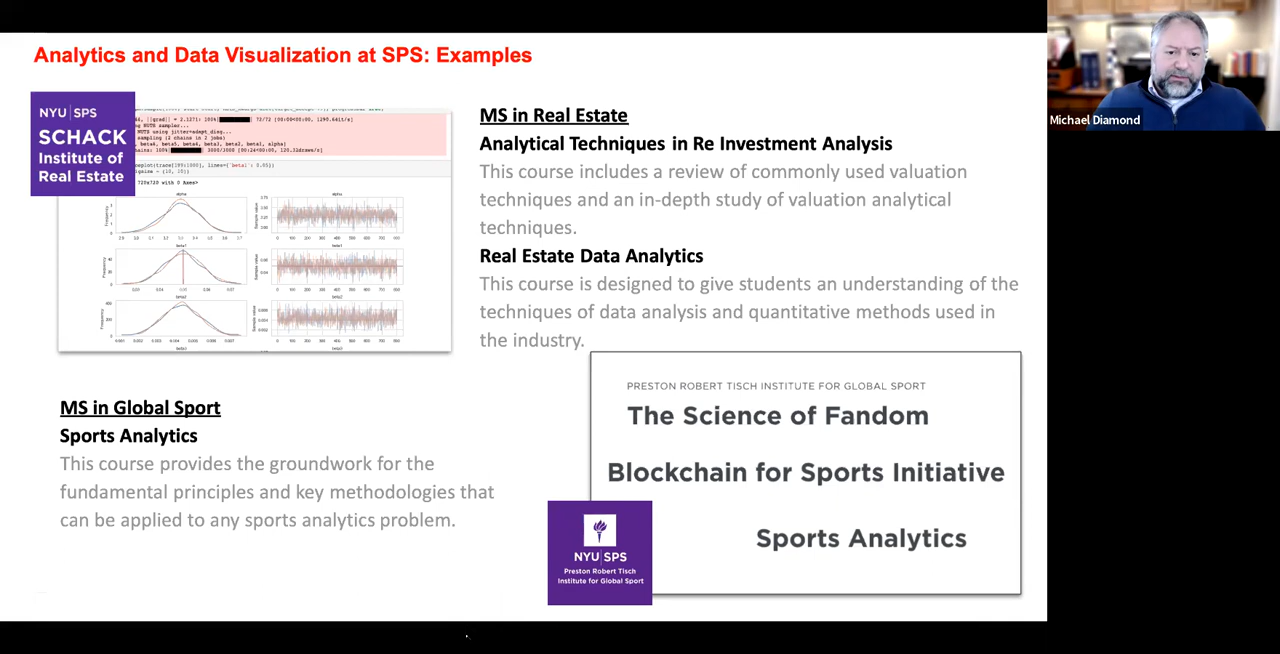 Analytics and Data Visualization at SPS: Examples
NYU SPS
SCHACK
Institute of
Real Estate
MS in Real Estate
Analytical Techniques in Re Investment Analysis
This course includes a review of commonly used valuation
techniques and an in-depth study of valuation analytical
techniques.
Real Estate Data Analytics
This course is designed to give students an understanding of the
techniques of data analysis and quantitative methods used in
the industry.
MS in Global Sport
Sports Analytics
This course provides the groundwork for the
fundamental principles and key methodologies that
can be applied to any sports analytics problem.
PRESTON ROBERT TISCH INSTITUTE FOR GLOBAL SPORT
The Science of Fandom
Blockchain for Sports Initiative
Sports Analytics
NYU SPS
Preston Robert Tisch
Institute for Global Sport
Michael Diamond